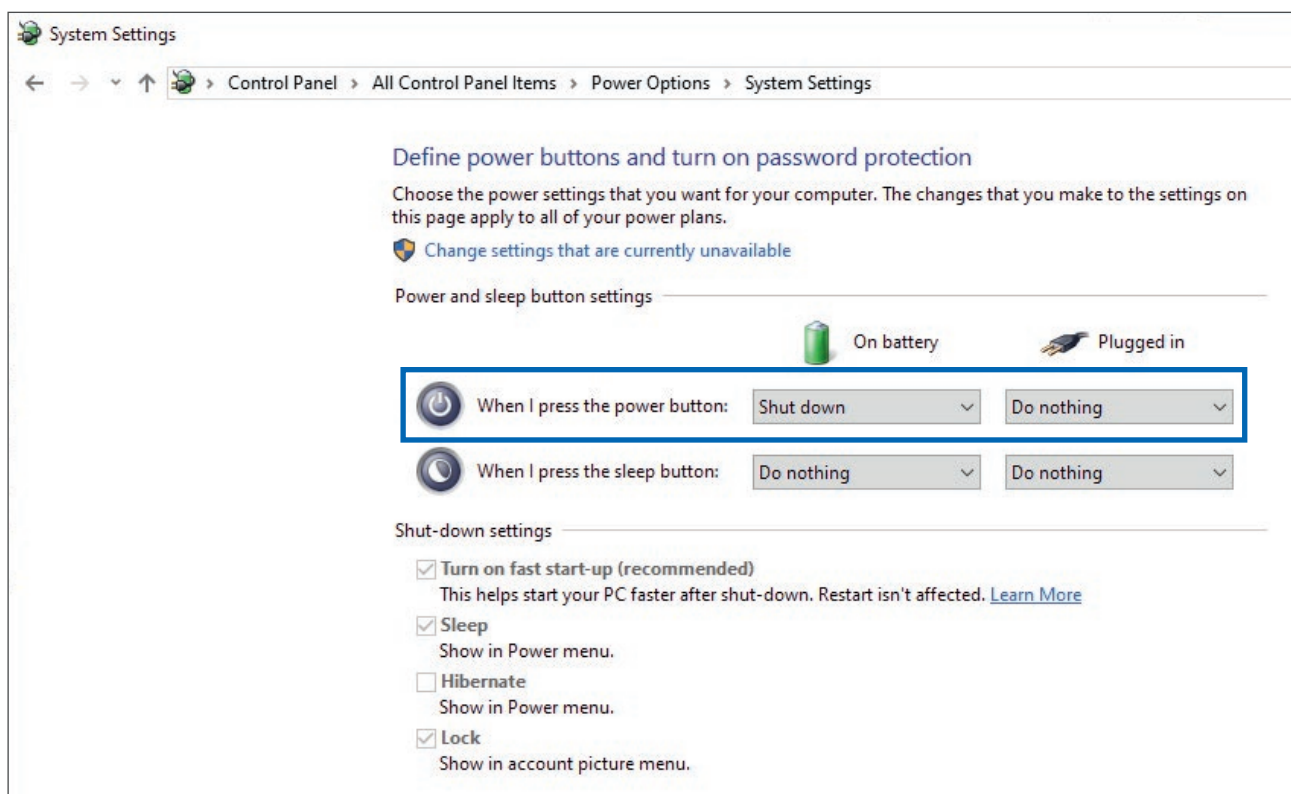 System Settings
Control Panel > All Control Panel Items > Power Options > System Settings
Define power buttons and turn on password protection
Choose the power settings that you want for your computer. The changes that you make to the settings on
this page apply to all of your power plans.
Change settings that are currently unavailable
Power and sleep button settings
On battery Plugged in
When I press the power button: Shut down Do nothing
When I press the sleep button: Do nothing Do nothing
Shut-down settings
Turn on fast start-up (recommended)
This helps start your PC faster after shut-down. Restart isn't affected. Learn More
Sleep
Show in Power menu.
Hibernate
Show in Power menu.
Lock
Show in account picture menu.